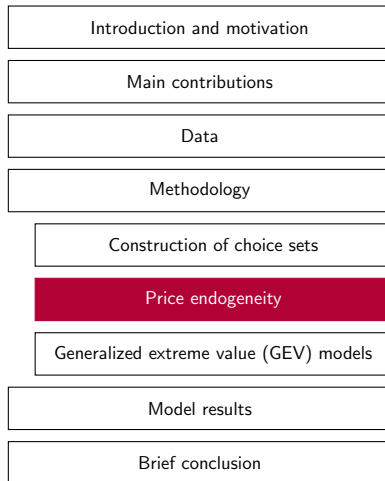 Introduction and motivation
Main contributions
Data
Methodology
Construction of choice sets
Price endogeneity
Generalized extreme value (GEV) models
Model results
Brief conclusion